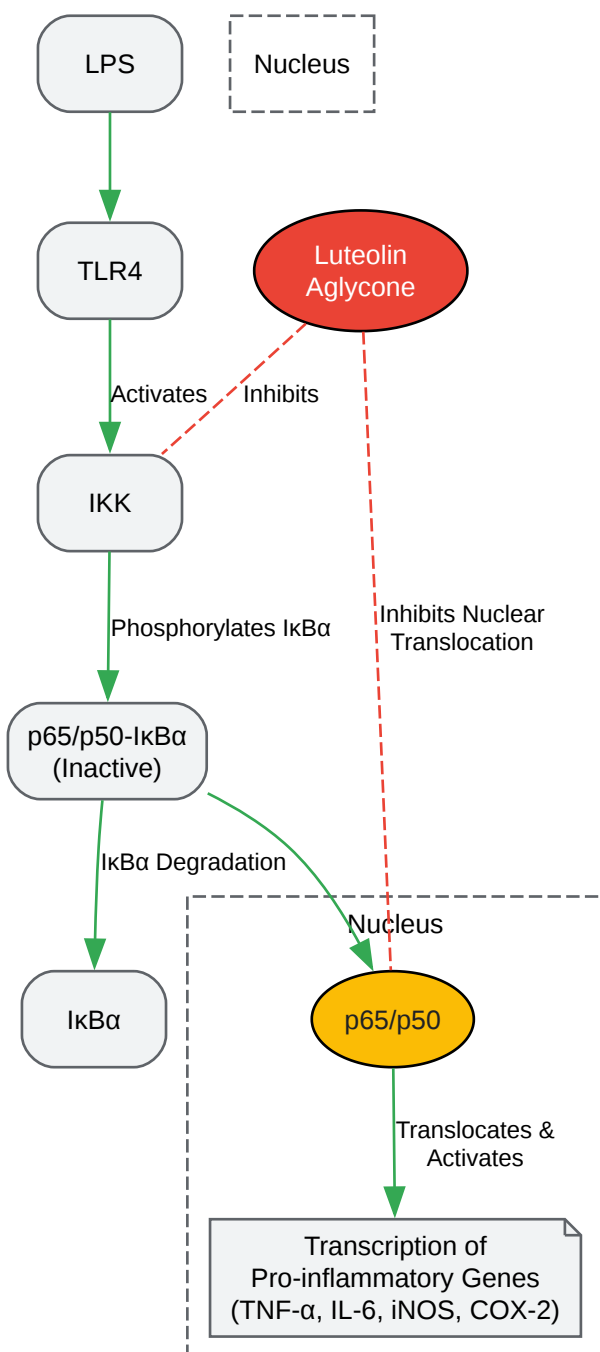 LPS
Nucleus
TLR4
Luteolin
Aglycone
Activates
Inhibits
IKK
Phosphorylates IκBα
Inhibits Nuclear
Translocation
p65/p50-IκBα
(Inactive)
IκBα Degradation
Nucleus
IκBα
p65/p50
Translocates &
Activates
Transcription of
Pro-inflammatory Genes
(TNF-α, IL-6, iNOS, COX-2)